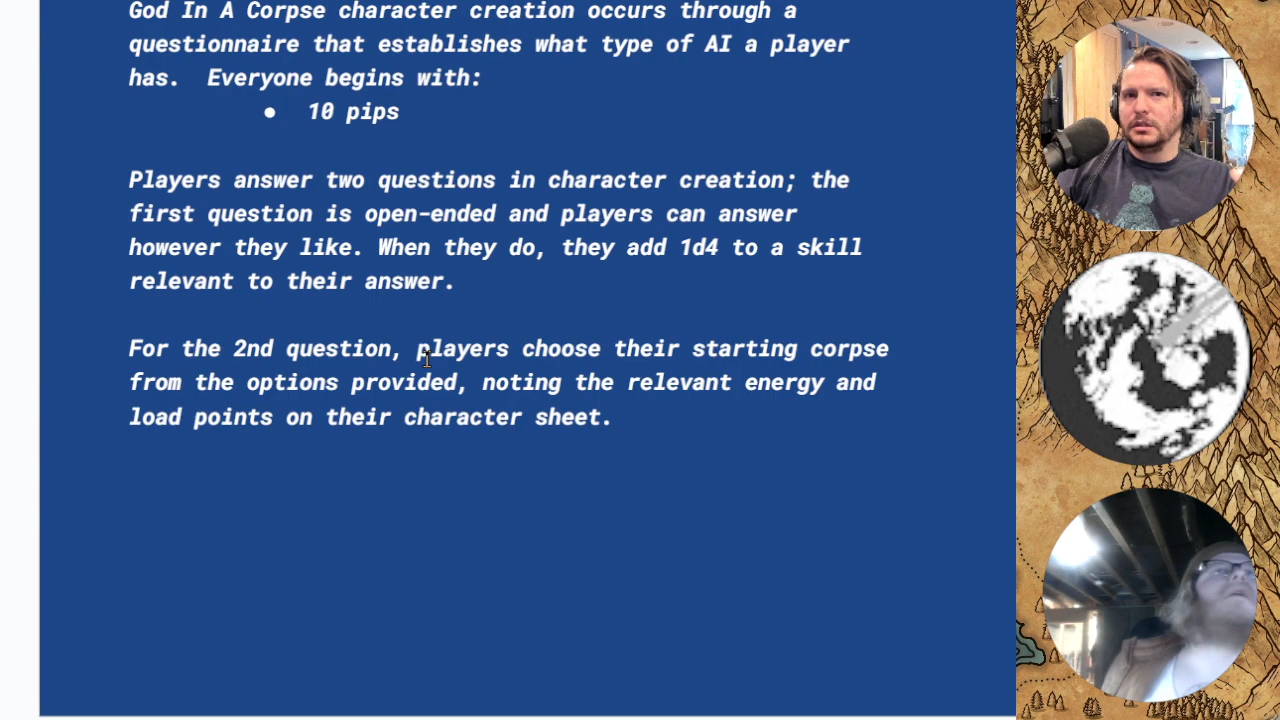 God In A Corpse character creation occurs through a
questionnaire that establishes what type of AI a player
has. Everyone begins with:
● 10 pips
Players answer two questions in character creation; the
first question is open-ended and players can answer
however they like. When they do, they add 1d4 to a skill
relevant to their answer.
For the 2nd question, players choose their starting corpse
from the options provided, noting the relevant energy and
load points on their character sheet.